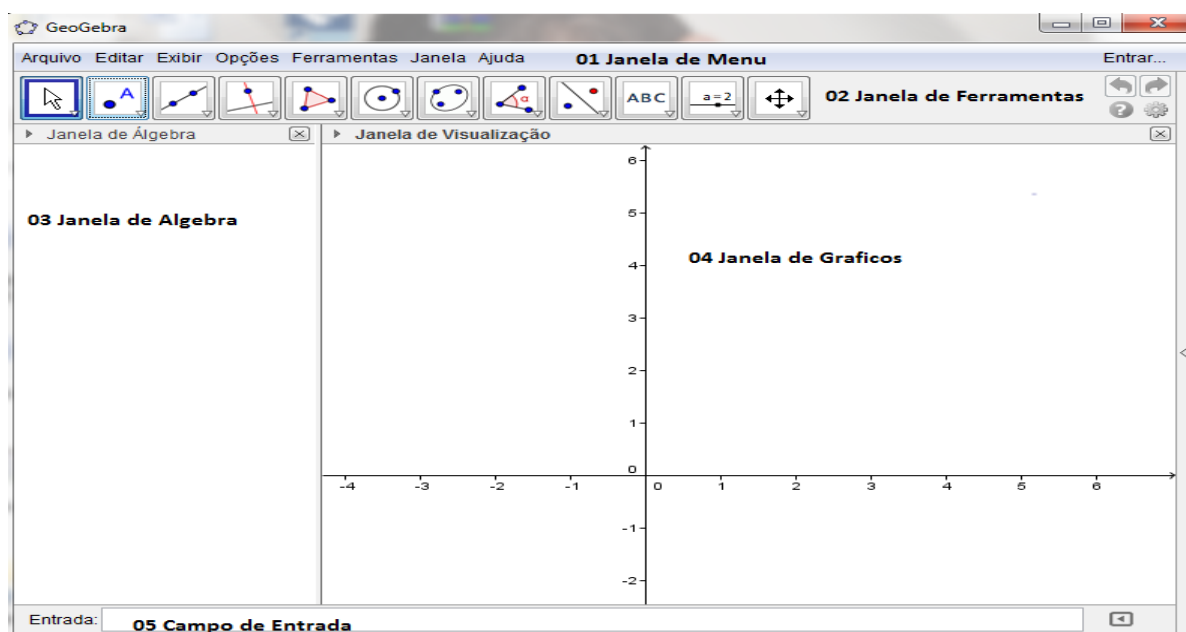 GeoGebra
Arquivo Editar Exibir Opções Ferramentas Janela Ajuda 01 Janela de Menu Entrar...
A α ABC a=2 02 Janela de Ferramentas
Janela de Álgebra Janela de Visualização
6
5
03 Janela de Algebra
04 Janela de Graficos
4
3
2
1
0
-4 -3 -2 -1 0 1 2 3 4 5 6
-1
-2
Entrada: 05 Campo de Entrada